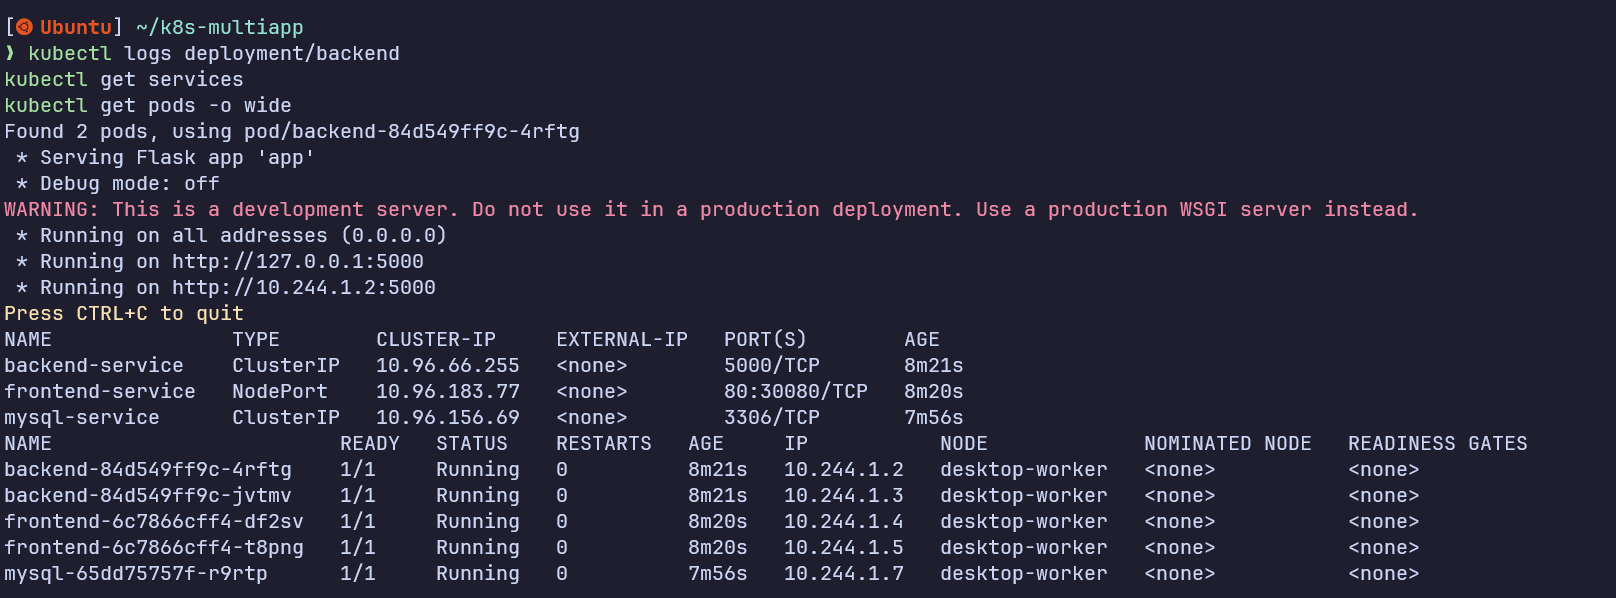 [Ubuntu] ~/k8s-multiapp
❯ kubectl logs deployment/backend
kubectl get services
kubectl get pods -o wide
Found 2 pods, using pod/backend-84d549ff9c-4rftg
 * Serving Flask app 'app'
 * Debug mode: off
WARNING: This is a development server. Do not use it in a production deployment. Use a production WSGI server instead.
 * Running on all addresses (0.0.0.0)
 * Running on http://127.0.0.1:5000
 * Running on http://10.244.1.2:5000
Press CTRL+C to quit
NAME               TYPE        CLUSTER-IP     EXTERNAL-IP   PORT(S)        AGE
backend-service    ClusterIP   10.96.66.255   <none>        5000/TCP       8m21s
frontend-service   NodePort    10.96.183.77   <none>        80:30080/TCP   8m20s
mysql-service      ClusterIP   10.96.156.69   <none>        3306/TCP       7m56s
NAME                        READY   STATUS    RESTARTS   AGE     IP           NODE             NOMINATED NODE   READINESS GATES
backend-84d549ff9c-4rftg    1/1     Running   0          8m21s   10.244.1.2   desktop-worker   <none>           <none>
backend-84d549ff9c-jvtmv    1/1     Running   0          8m21s   10.244.1.3   desktop-worker   <none>           <none>
frontend-6c7866cff4-df2sv   1/1     Running   0          8m20s   10.244.1.4   desktop-worker   <none>           <none>
frontend-6c7866cff4-t8png   1/1     Running   0          8m20s   10.244.1.5   desktop-worker   <none>           <none>
mysql-65dd75757f-r9rtp      1/1     Running   0          7m56s   10.244.1.7   desktop-worker   <none>           <none>